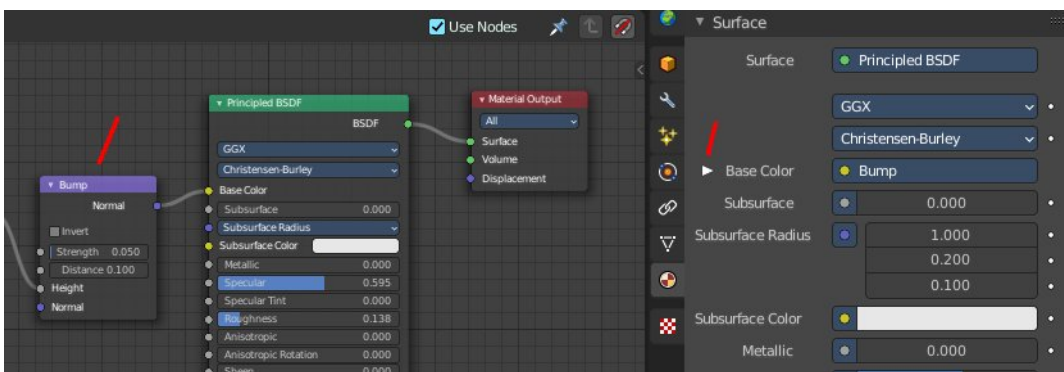 Use Nodes
Bump
Normal
Invert
Strength 0.050
Distance 0.100
Height
Normal
Principled BSDF
BSDF
GGX
Christensen-Burley
Base Color
Subsurface 0.000
Subsurface Radius
Subsurface Color
Metallic 0.000
Specular 0.595
Specular Tint 0.000
Roughness 0.138
Anisotropic 0.000
Anisotropic Rotation 0.000
Sheen 0.000
Material Output
All
Surface
Volume
Displacement
Surface
Surface Principled BSDF
GGX
Christensen-Burley
Base Color Bump
Subsurface 0.000
Subsurface Radius 1.000
0.200
0.100
Subsurface Color
Metallic 0.000